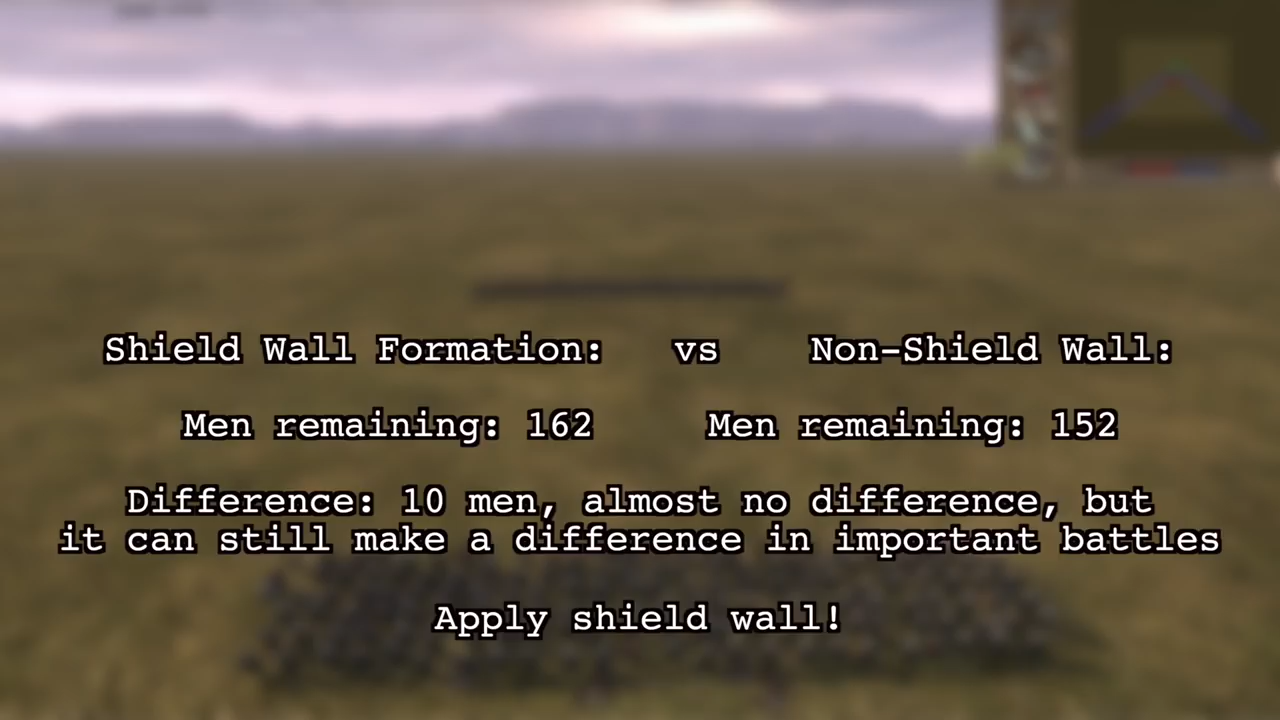 Shield Wall Formation: vs Non-Shield Wall:
Men remaining: 162 Men remaining: 152
Difference: 10 men, almost no difference, but
it can still make a difference in important battles
Apply shield wall!